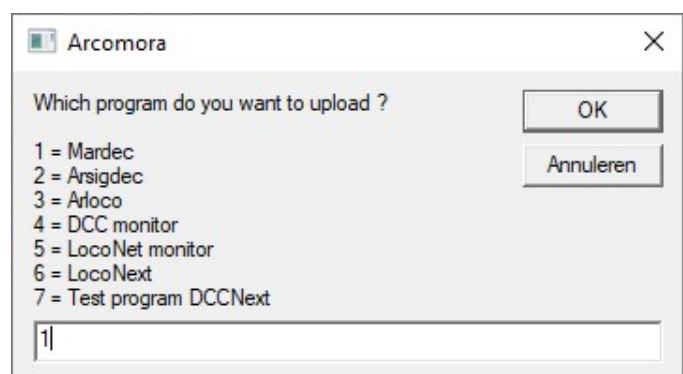 Arcomora
Which program do you want to upload ?
OK
Annuleren
1 = Mardec
2 = Arsigdec
3 = Arloco
4 = DCC monitor
5 = LocoNet monitor
6 = LocoNext
7 = Test program DCCNext
1